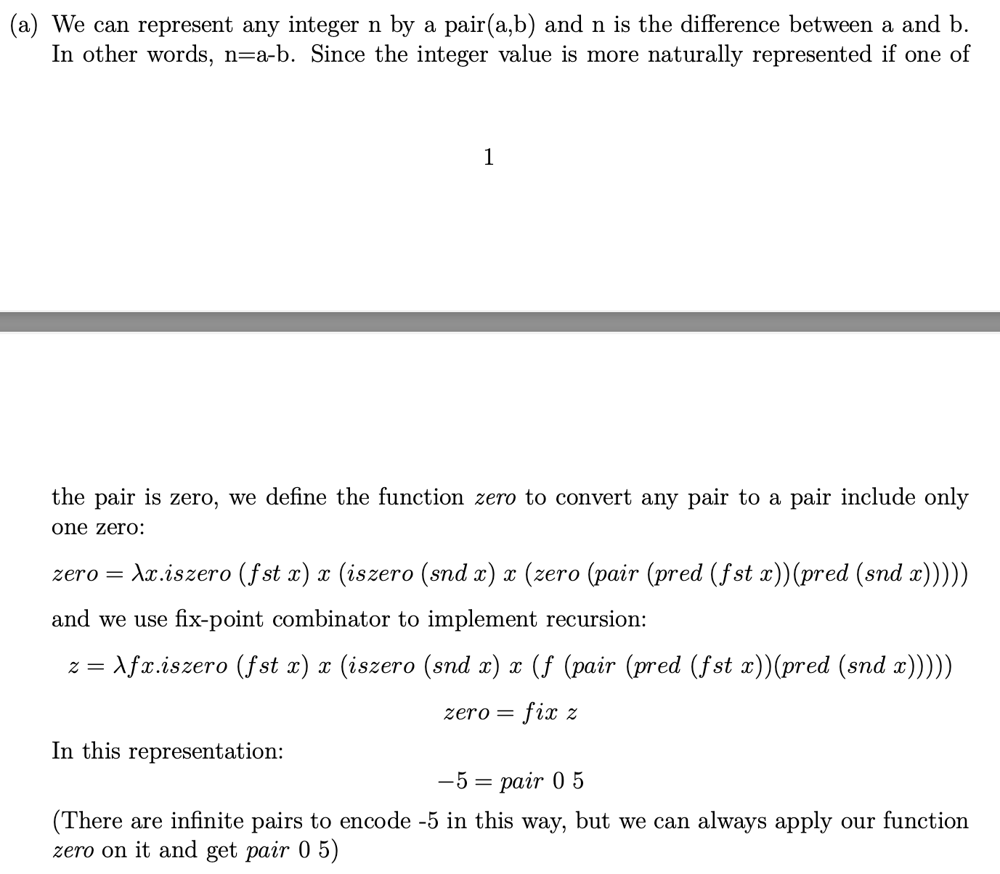 (a) We can represent any integer n by a pair(a,b) and n is the difference between a and b.
In other words, n=a-b. Since the integer value is more naturally represented if one of
1
the pair is zero, we define the function zero to convert any pair to a pair include only
one zero:
zero = λx.iszero (fst x) x (iszero (snd x) x (zero (pair (pred (fst x))(pred (snd x)))))
and we use fix-point combinator to implement recursion:
z = λfx.iszero (fst x) x (iszero (snd x) x (f (pair (pred (fst x))(pred (snd x)))))
zero = fix z
In this representation:
−5 = pair 0 5
(There are infinite pairs to encode -5 in this way, but we can always apply our function
zero on it and get pair 0 5)